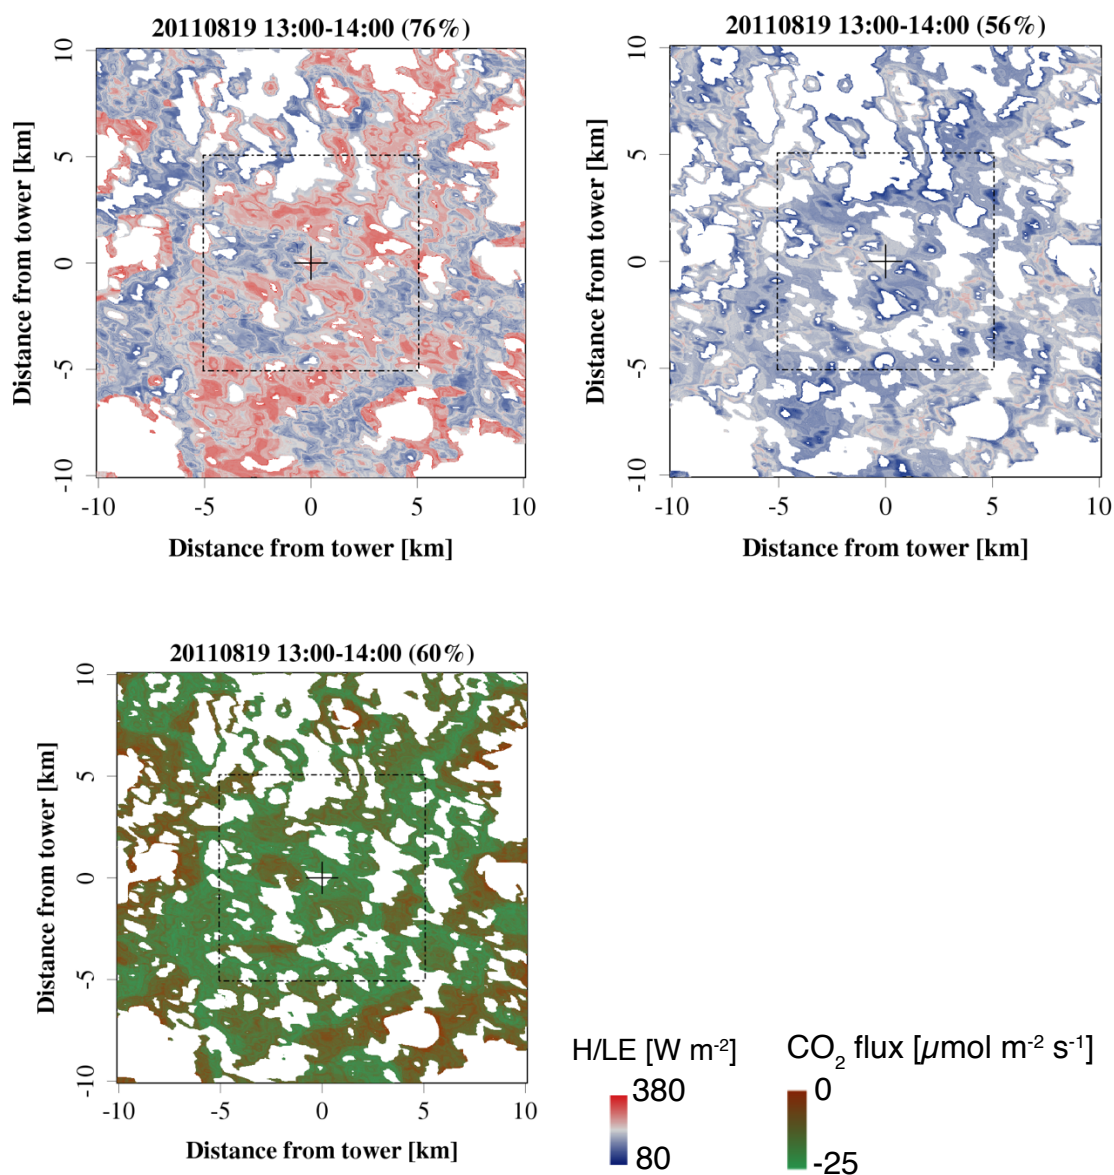 20110819 13:00-14:00 (76%)
10
5
0
-5
-10
Distance from tower [km]
-10 -5 0 5 10
Distance from tower [km]
20110819 13:00-14:00 (56%)
10
5
0
-5
-10
Distance from tower [km]
-10 -5 0 5 10
Distance from tower [km]
20110819 13:00-14:00 (60%)
10
5
0
-5
-10
Distance from tower [km]
-10 -5 0 5 10
Distance from tower [km]
H/LE [W m⁻²]
380
80
CO₂ flux [µmol m⁻² s⁻¹]
0
-25